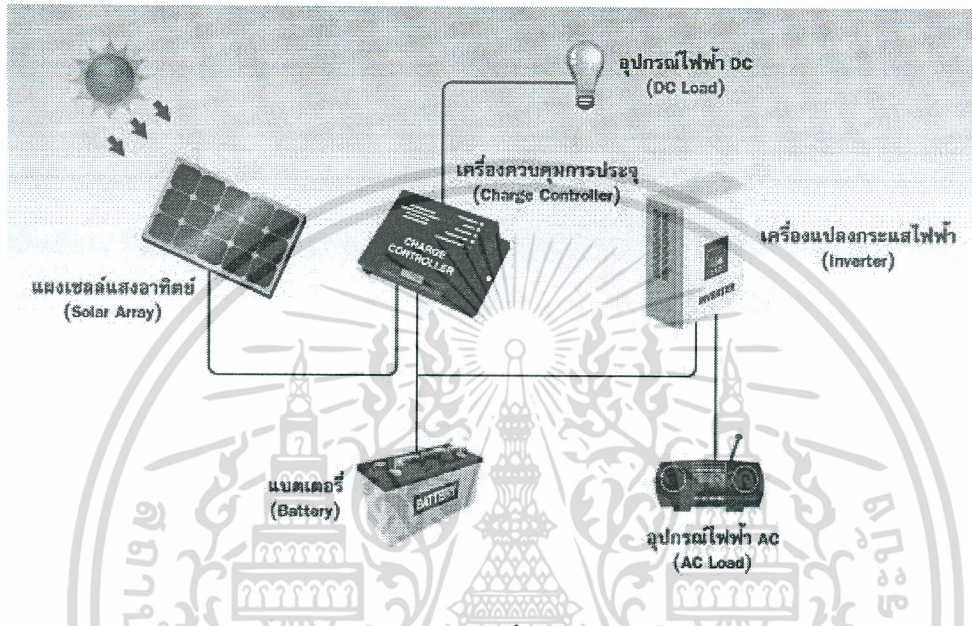 อุปกรณ์ไฟฟ้า DC
(DC Load)
เครื่องควบคุมการประจุ
(Charge Controller)
CHARGE
CONTROLLER
เครื่องแปลงกระแสไฟฟ้า
(Inverter)
INVERTER
แผงเซลล์แสงอาทิตย์
(Solar Array)
แบตเตอรี่
(Battery)
BATTERY
อุปกรณ์ไฟฟ้า AC
(AC Load)